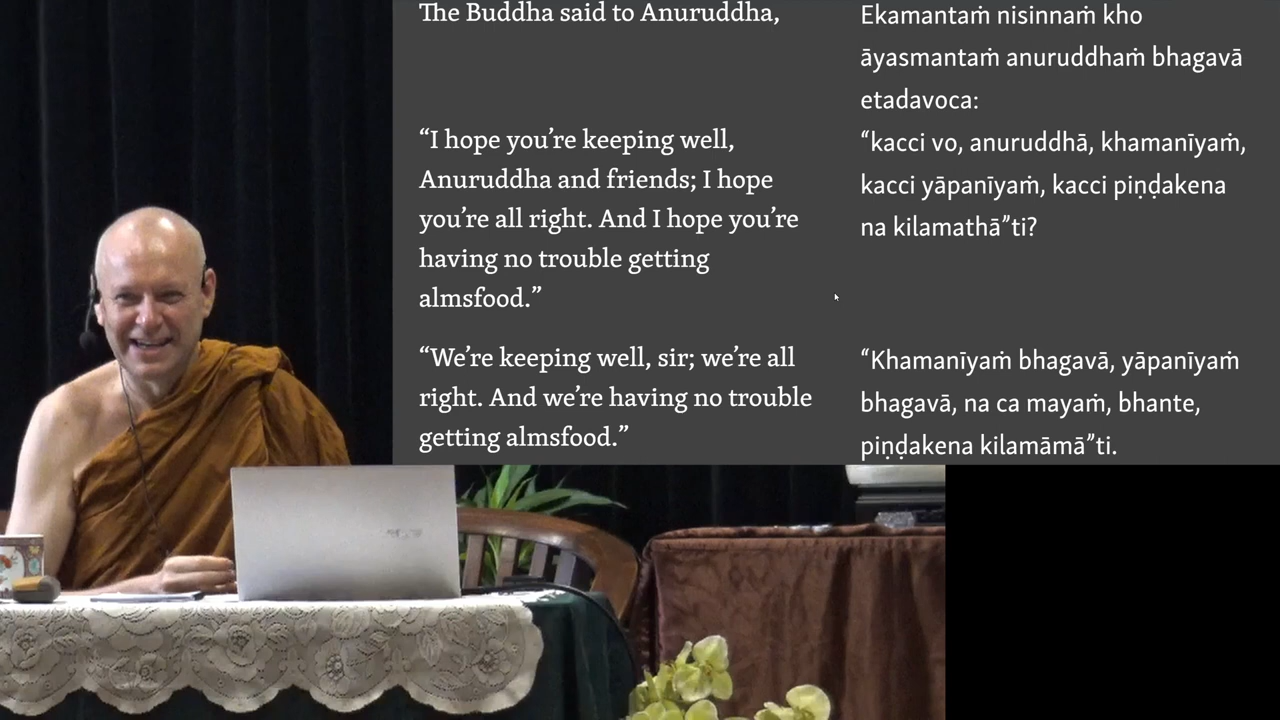 The Buddha said to Anuruddha,
“I hope you’re keeping well,
Anuruddha and friends; I hope
you’re all right. And I hope you’re
having no trouble getting
almsfood.”
“We’re keeping well, sir; we’re all
right. And we’re having no trouble
getting almsfood.”
Ekamantaṁ nisinnaṁ kho
āyasmantaṁ anuruddhaṁ bhagavā
etadavoca:
“kacci vo, anuruddhā, khamanīyaṁ,
kacci yāpanīyaṁ, kacci piṇḍakena
na kilamathā”ti?
“Khamanīyaṁ bhagavā, yāpanīyaṁ
bhagavā, na ca mayaṁ, bhante,
piṇḍakena kilamāmā”ti.